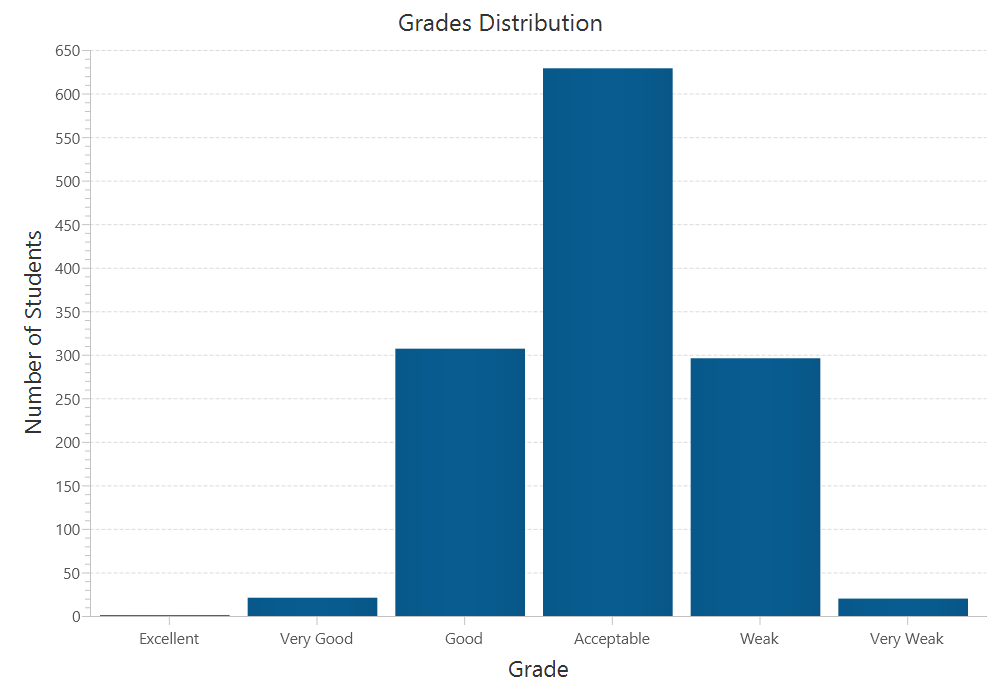 Grades Distribution
650
600
550
500
450
400
350
300
250
200
150
100
50
0
Number of Students
Excellent
Very Good
Good
Acceptable
Weak
Very Weak
Grade